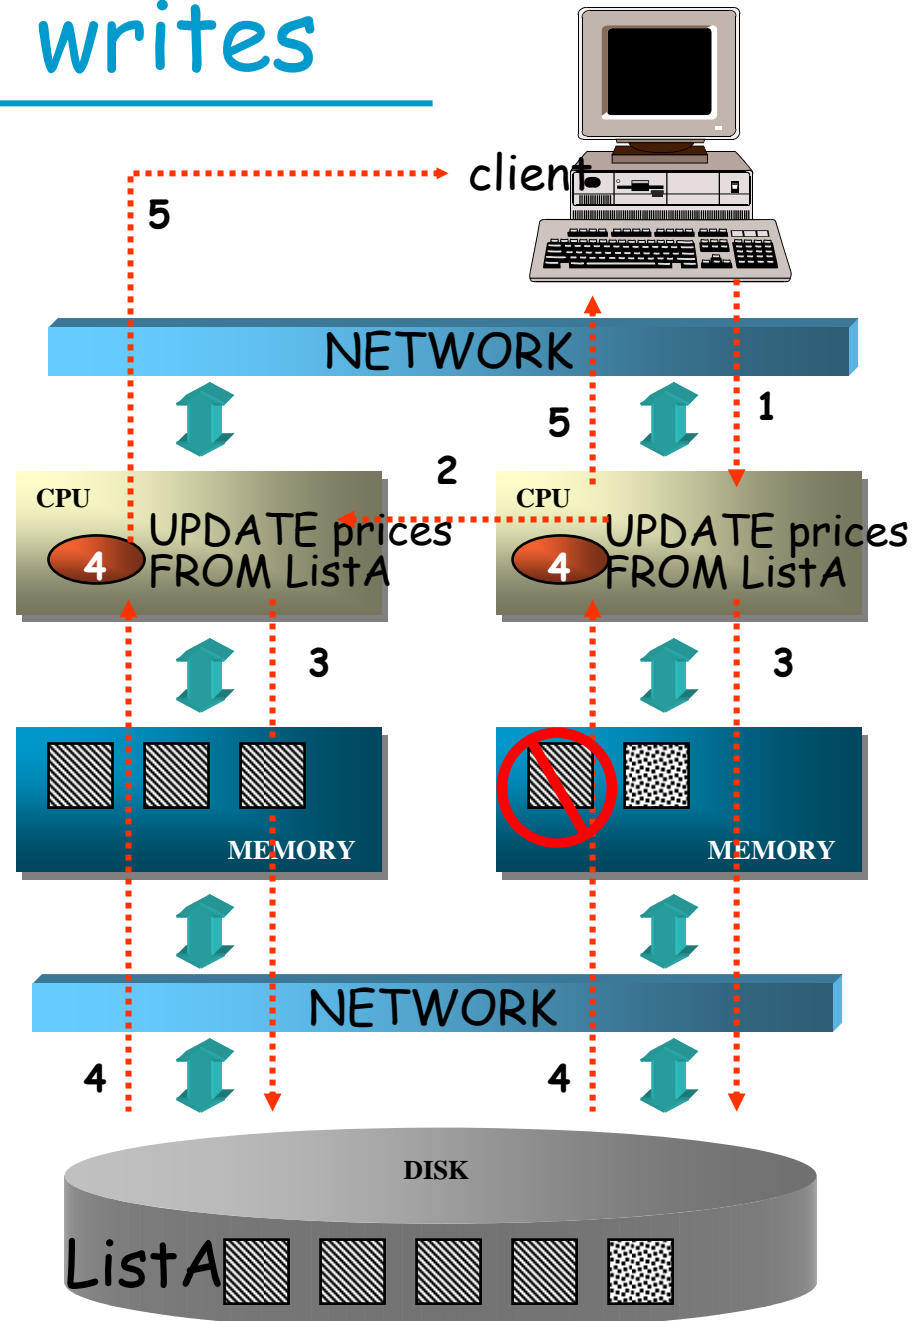 writes
client
5
NETWORK
5
1
2
CPU
UPDATE prices
FROM ListA
4
CPU
UPDATE prices
FROM ListA
4
3
3
MEMORY
MEMORY
NETWORK
4
4
DISK
ListA